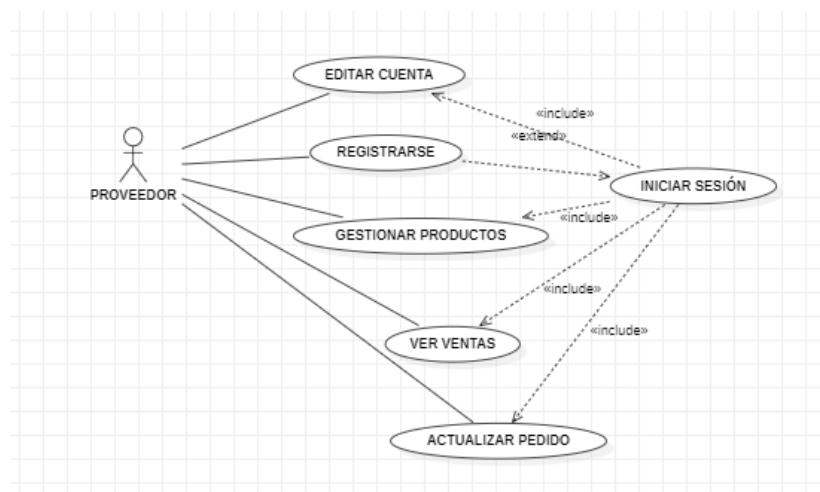 EDITAR CUENTA
«include»
«extend»
REGISTRARSE
INICIAR SESIÓN
PROVEEDOR
«include»
GESTIONAR PRODUCTOS
«include»
«include»
VER VENTAS
ACTUALIZAR PEDIDO